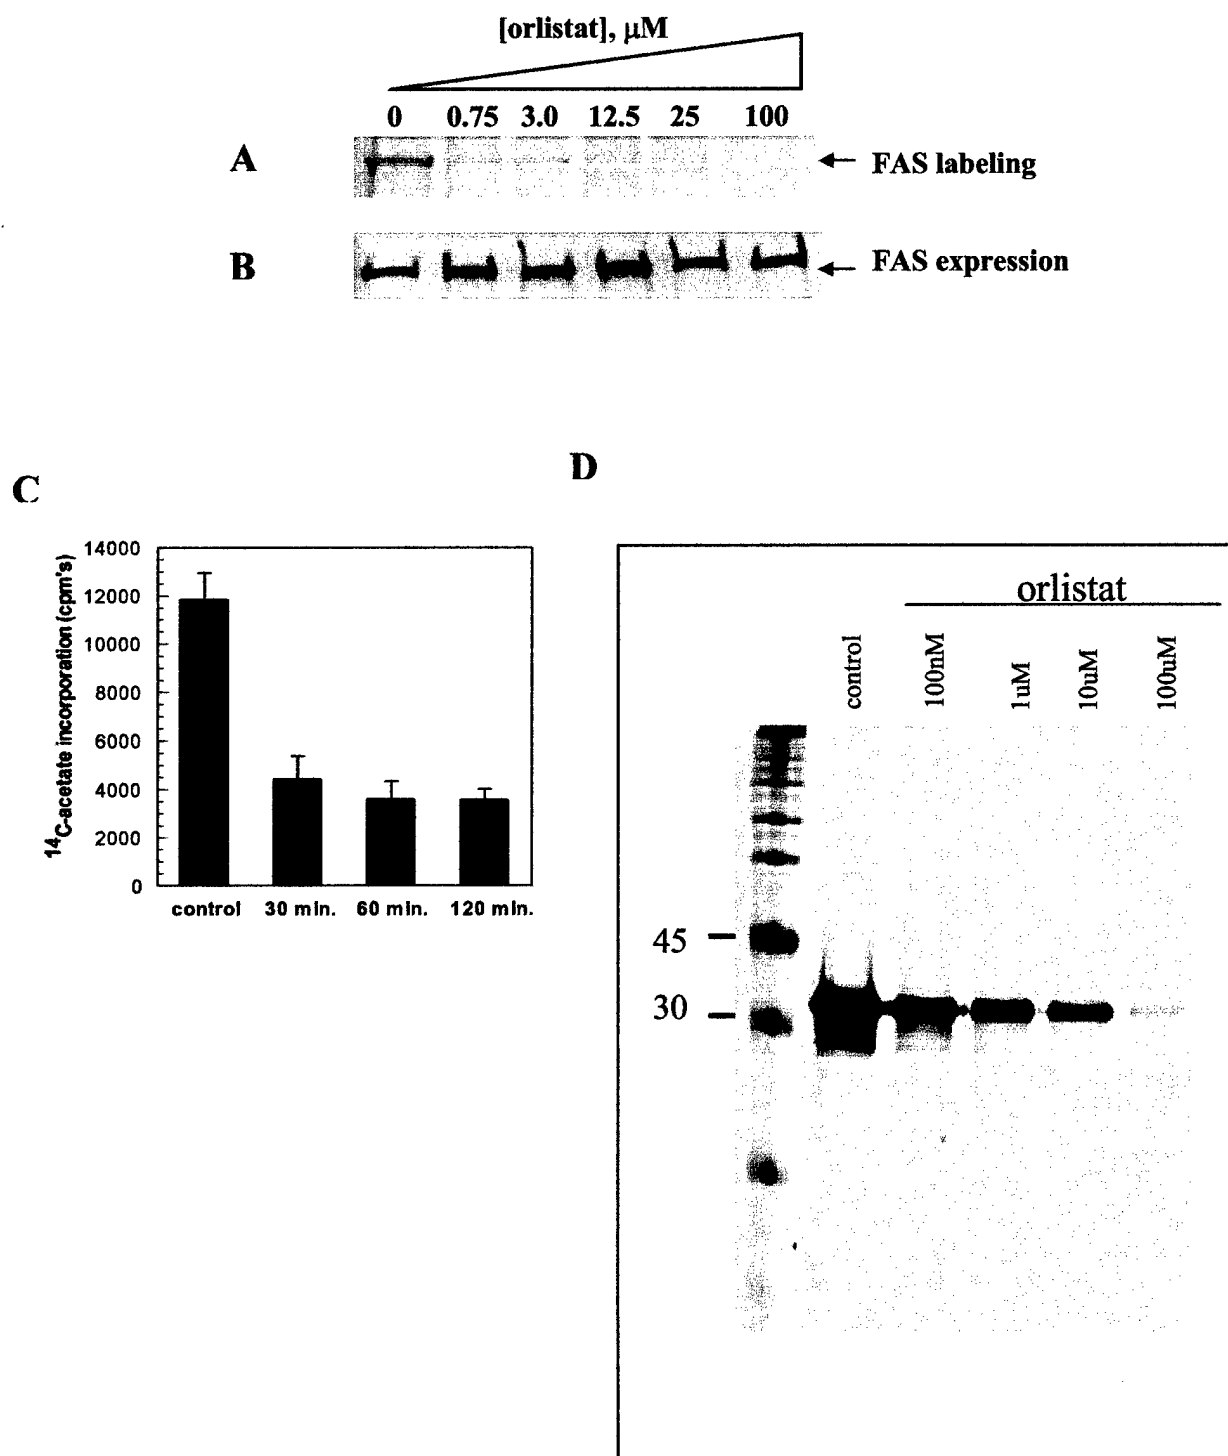 [orlistat], μM
0 0.75 3.0 12.5 25 100
A
FAS labeling
B
FAS expression
C
14C-acetate incorporation (cpm's)
14000
12000
10000
8000
6000
4000
2000
0
control 30 min. 60 min. 120 min.
D
orlistat
control 100nM 1uM 10uM 100uM
45
30